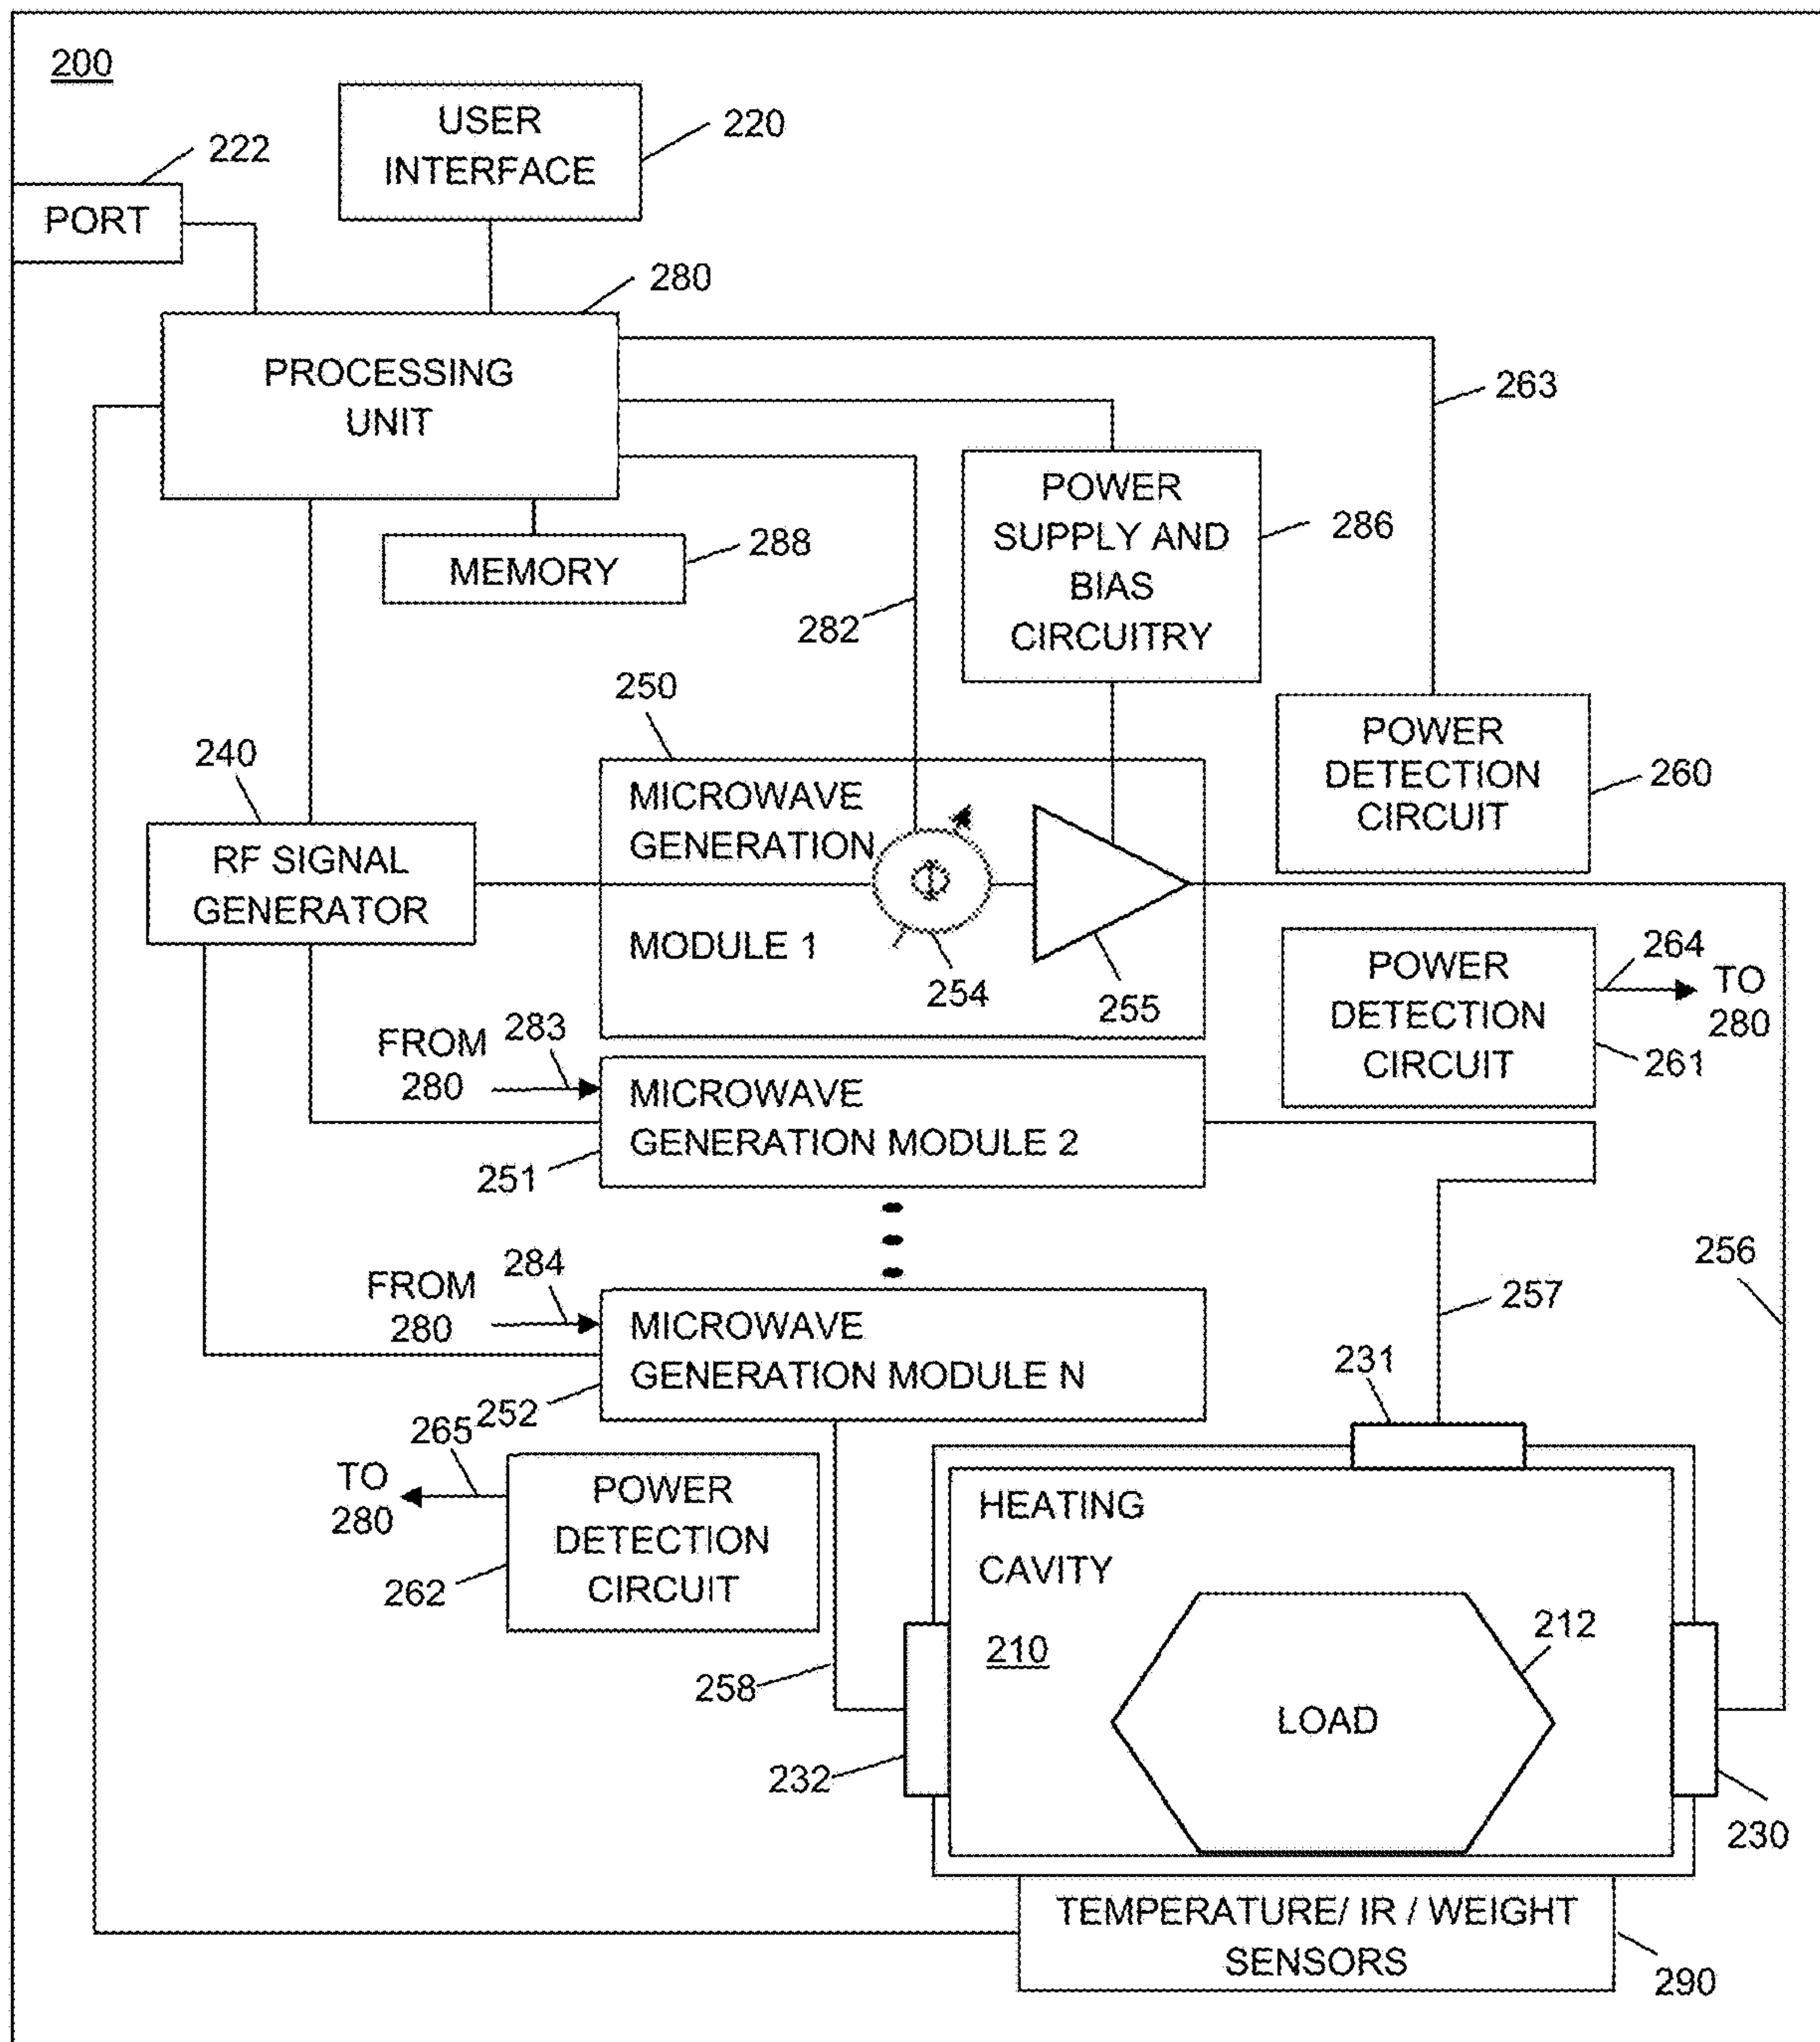 200
USER
INTERFACE
220
222
PORT
280
PROCESSING
UNIT
263
POWER
SUPPLY AND
BIAS
CIRCUITRY
286
MEMORY
288
282
250
POWER
DETECTION
CIRCUIT
260
240
RF SIGNAL
GENERATOR
MICROWAVE
GENERATION
MODULE 1
Φ
254
255
POWER
DETECTION
CIRCUIT
264
TO
280
261
FROM
280
283
MICROWAVE
GENERATION MODULE 2
251
256
257
FROM
280
284
MICROWAVE
GENERATION MODULE N
252
231
265
TO
280
POWER
DETECTION
CIRCUIT
262
HEATING
CAVITY
210
212
LOAD
258
232
230
TEMPERATURE/ IR / WEIGHT
SENSORS
290